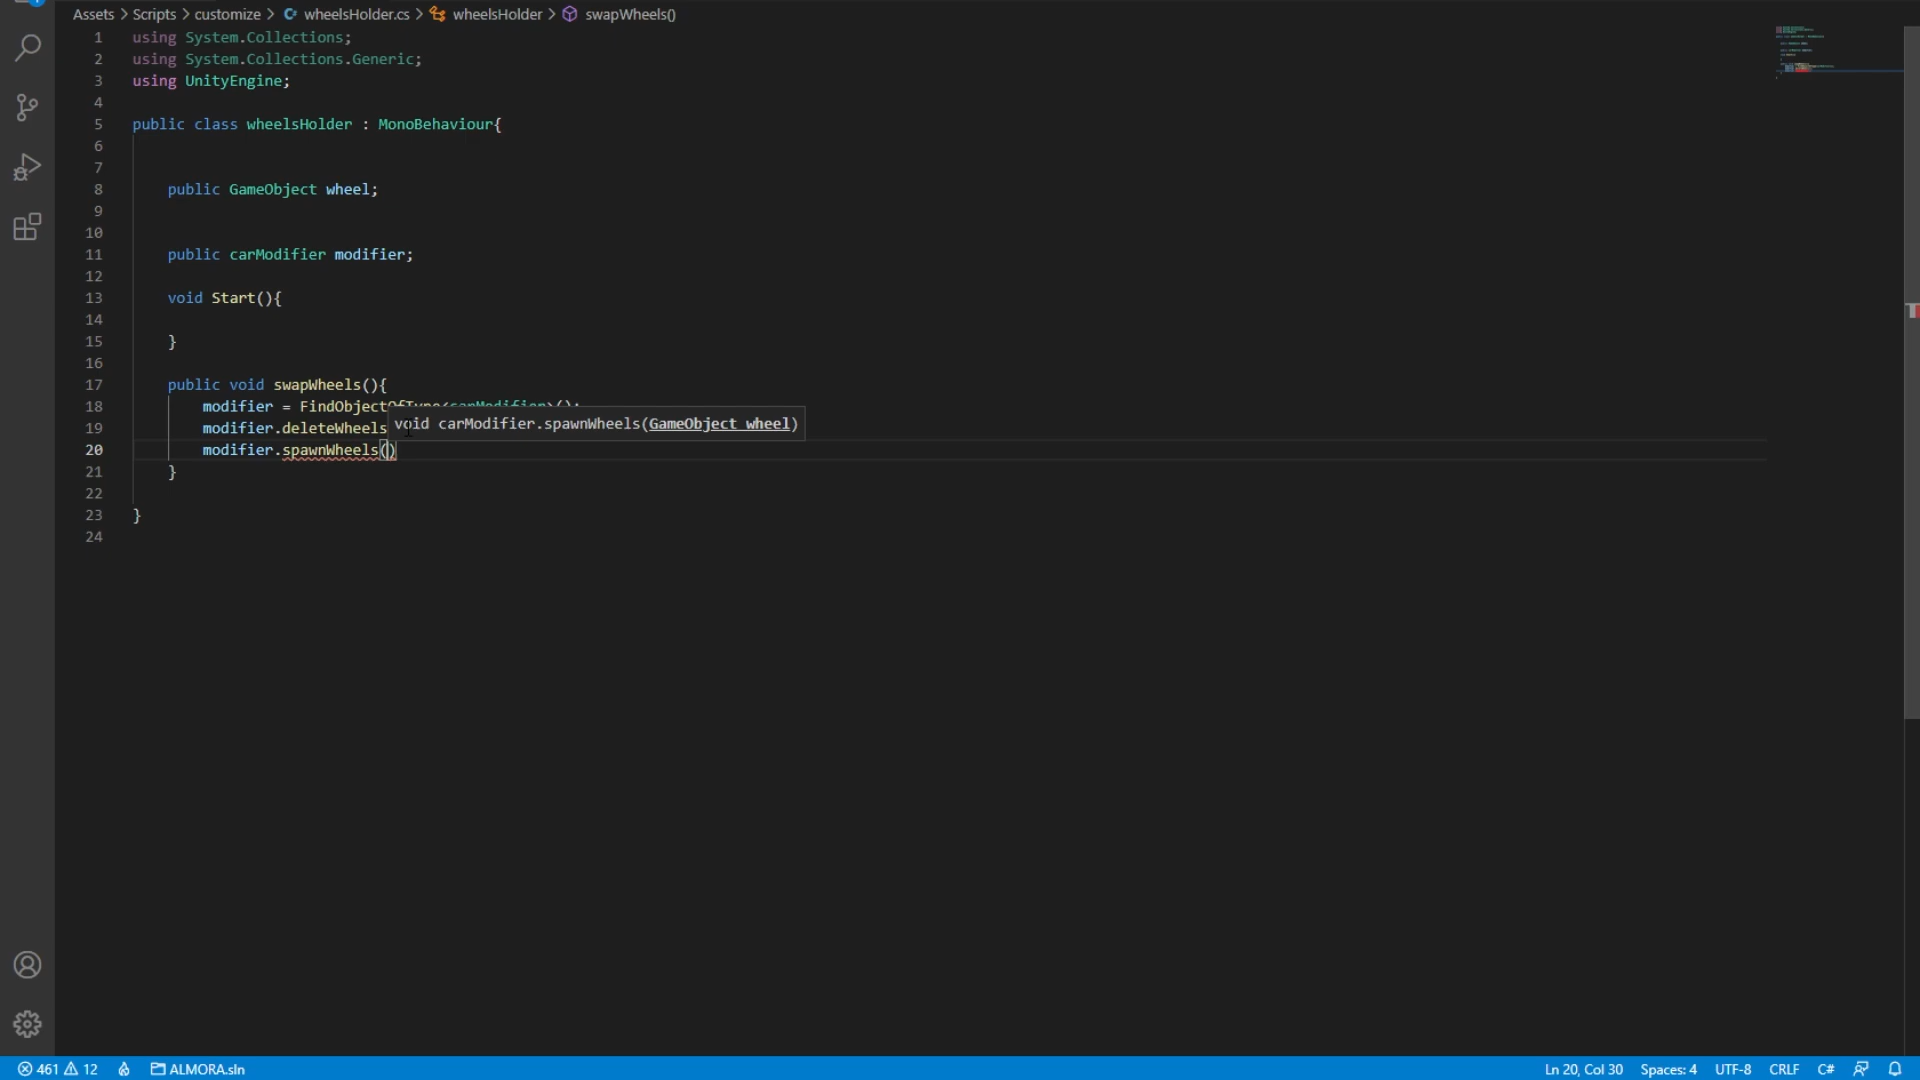 Assets > Scripts > customize > wheelsHolder.cs > wheelsHolder > swapWheels()
1 using System.Collections;
2 using System.Collections.Generic;
3 using UnityEngine;
4
5 public class wheelsHolder : MonoBehaviour{
6
7
8 public GameObject wheel;
9
10
11 public carModifier modifier;
12
13 void Start(){
14
15 }
16
17 public void swapWheels(){
18 modifier = FindObjectOfType<carModifier>();
19 modifier.deleteWheels
void carModifier.spawnWheels(GameObject wheel)
20 modifier.spawnWheels()
21 }
22
23 }
24
461 12 ALMORA.sln Ln 20, Col 30 Spaces: 4 UTF-8 CRLF C#